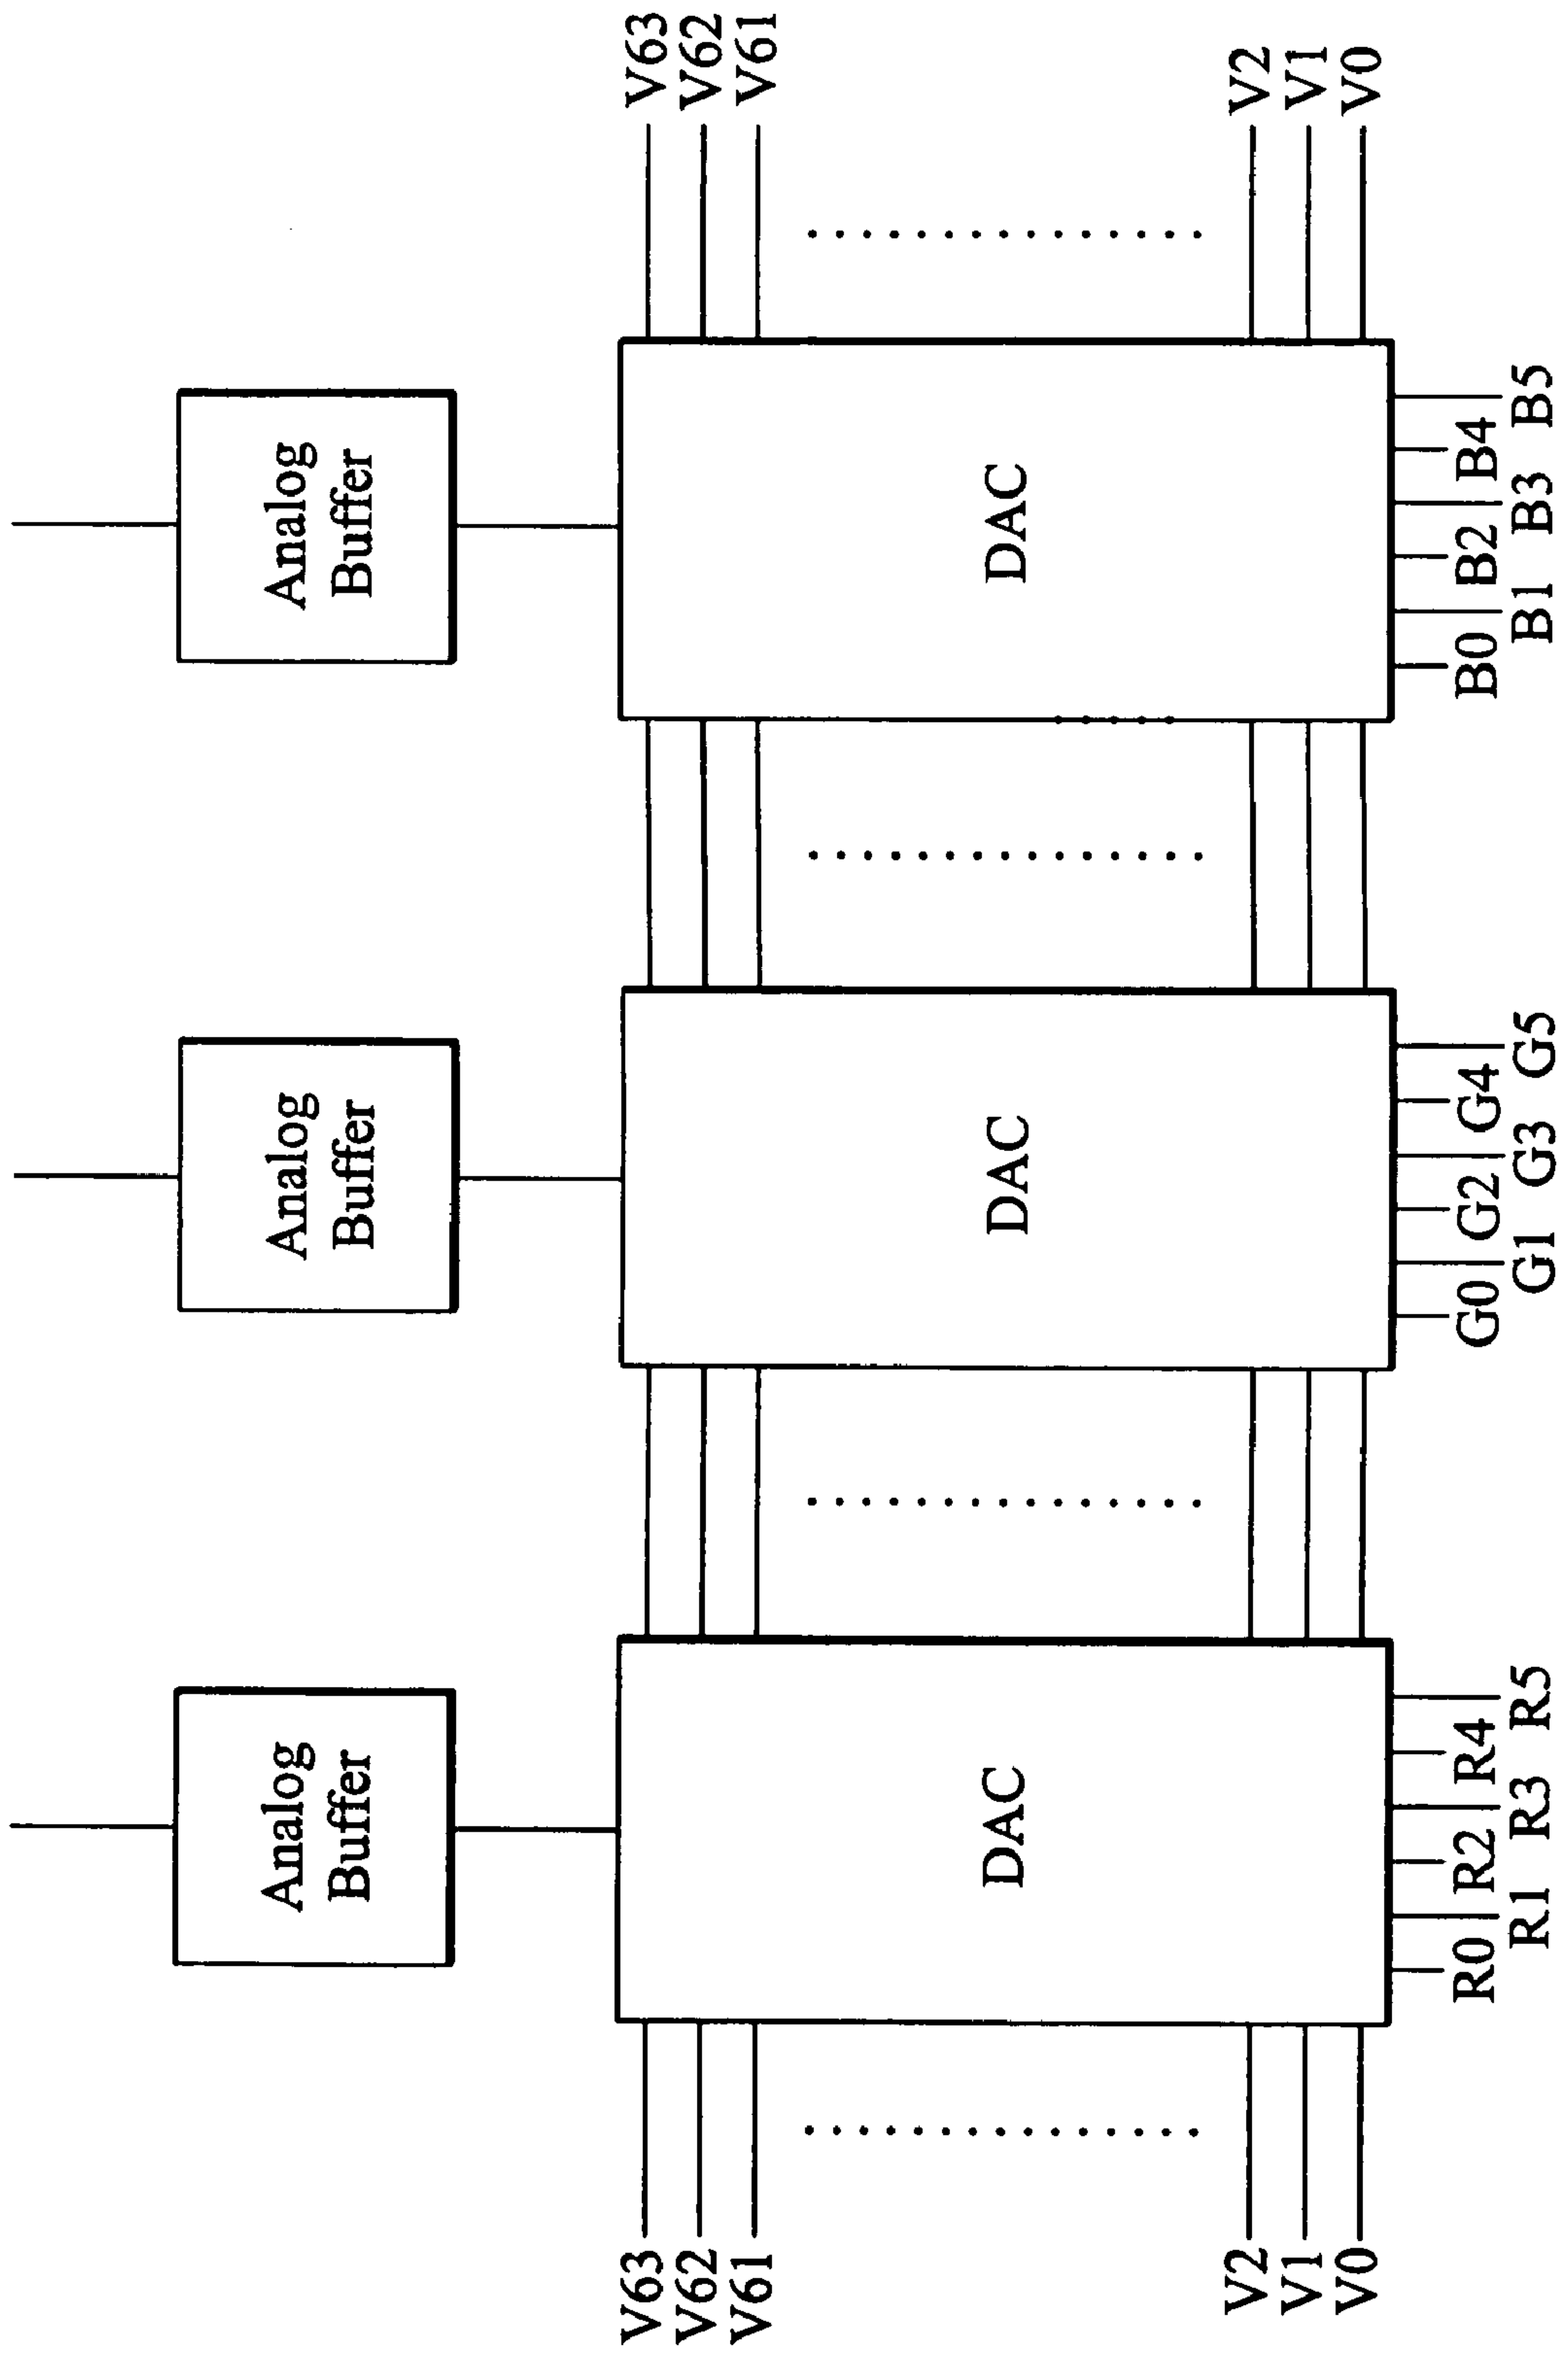 Analog
Buffer
Analog
Buffer
Analog
Buffer
V63
V62
V61
V2
V1
V0
DAC
DAC
DAC
V63
V62
V61
V2
V1
V0
R0 R2 R4
R1 R3 R5
G0 G2 G4
G1 G3 G5
B0 B2 B4
B1 B3 B5